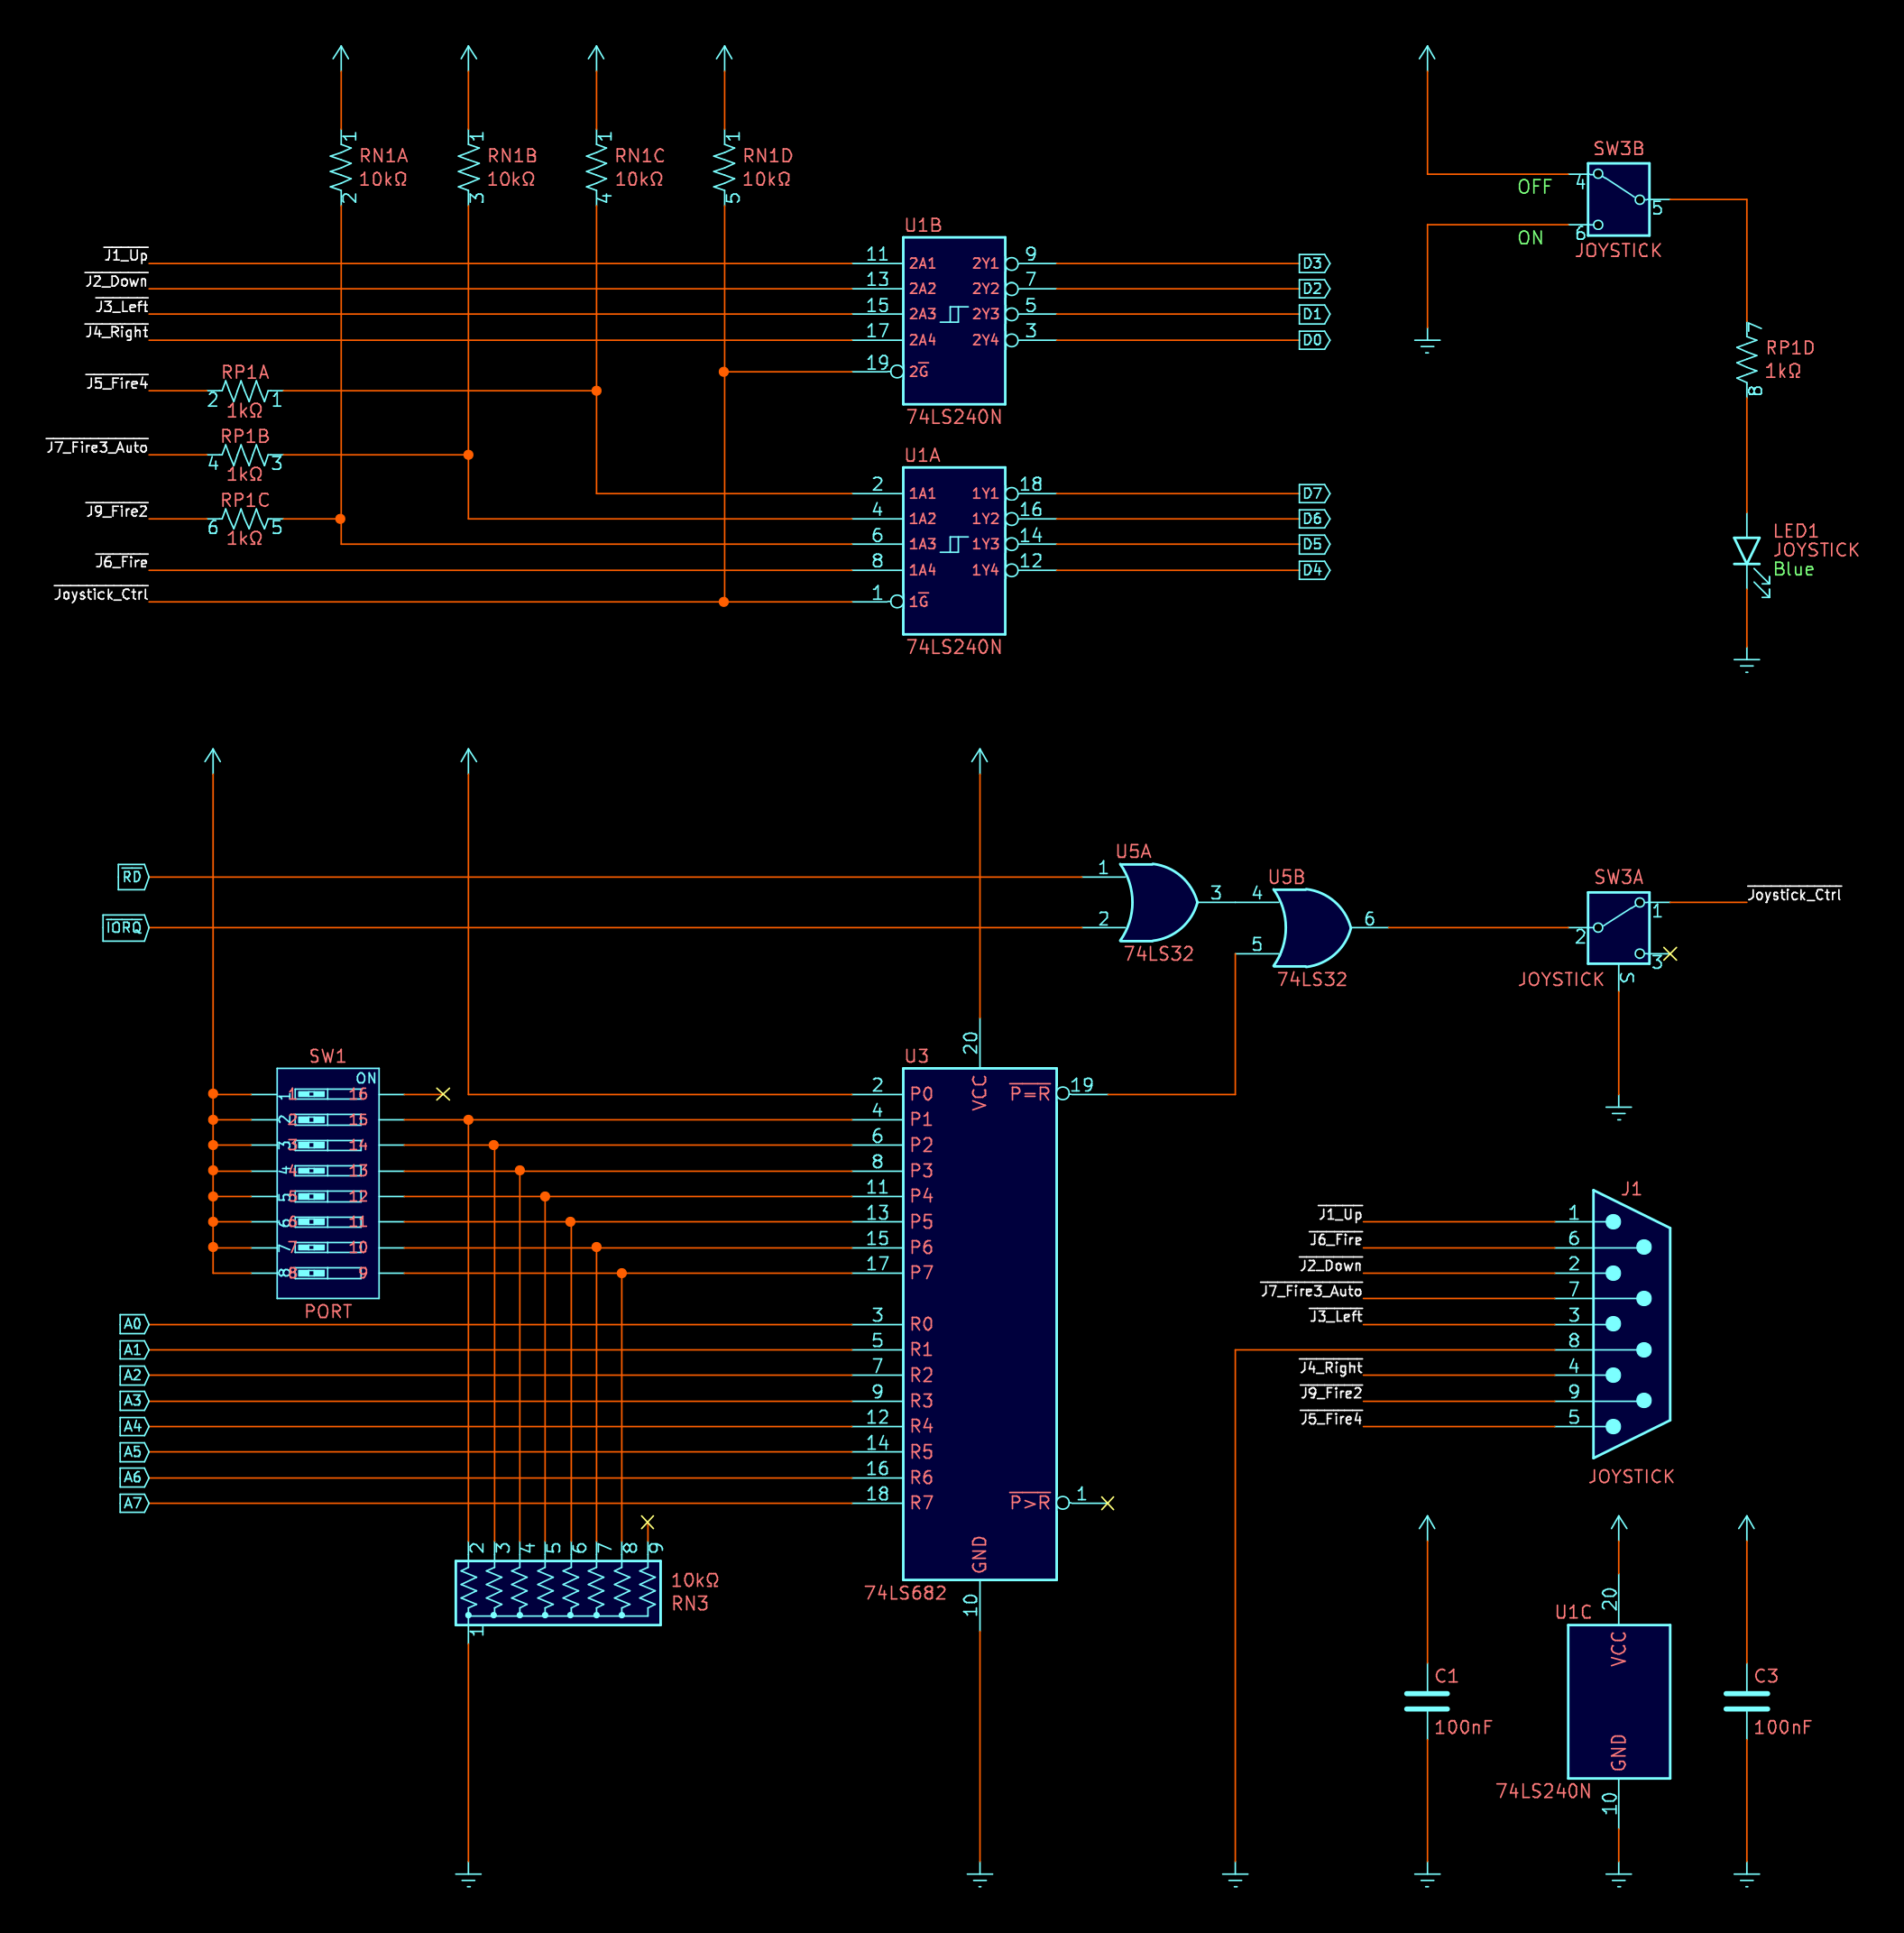 1 RN1A 10kΩ 2
1 RN1B 10kΩ 3
1 RN1C 10kΩ 4
1 RN1D 10kΩ 5
J1_Up
J2_Down
J3_Left
J4_Right
J5_Fire4
J7_Fire3_Auto
J9_Fire2
J6_Fire
Joystick_Ctrl
RP1A
2 1
1kΩ
RP1B
4 3
1kΩ
RP1C
6 5
1kΩ
U1B
11 2A1 2Y1 9 D3
13 2A2 2Y2 7 D2
15 2A3 2Y3 5 D1
17 2A4 2Y4 3 D0
19 2G
74LS240N
U1A
2 1A1 1Y1 18 D7
4 1A2 1Y2 16 D6
6 1A3 1Y3 14 D5
8 1A4 1Y4 12 D4
1 1G
74LS240N
SW3B
OFF 4
5
ON 6
JOYSTICK
7
RP1D
1kΩ
8
LED1
JOYSTICK
Blue
RD
IORQ
U5A
1
2
3
74LS32
U5B
4
5
6
74LS32
SW3A
2
1
3
S
JOYSTICK
Joystick_Ctrl
SW1
ON
1 1 16
2 2 15
3 3 14
4 4 13
5 5 12
6 6 11
7 7 10
8 8 9
PORT
A0
A1
A2
A3
A4
A5
A6
A7
U3
20 VCC
2 P0 P=R 19
4 P1
6 P2
8 P3
11 P4
13 P5
15 P6
17 P7
3 R0
5 R1
7 R2
9 R3
12 R4
14 R5
16 R6
18 R7 P>R 1
GND 10
74LS682
2 3 4 5 6 7 8 9
10kΩ
RN3
1
J1
J1_Up 1
J6_Fire 6
J2_Down 2
J7_Fire3_Auto 7
J3_Left 3
8
J4_Right 4
J9_Fire2 9
J5_Fire4 5
JOYSTICK
C1
100nF
U1C
20 VCC
GND 10
74LS240N
C3
100nF